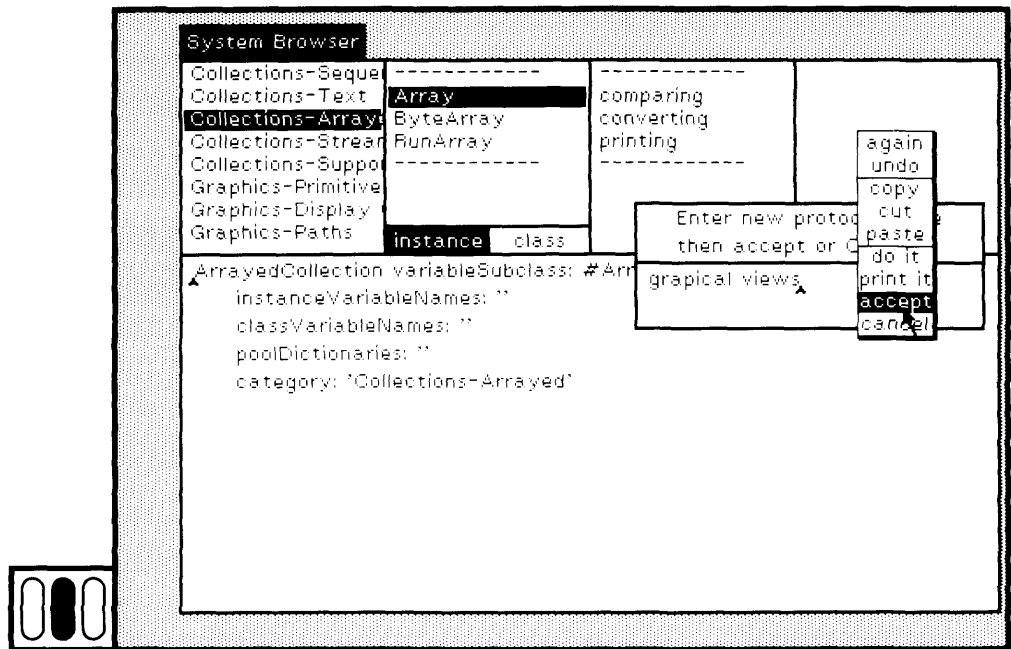 System Browser
Collections-Seque
Collections-Text
Collections-Array
Collections-Strear
Collections-Suppo
Graphics-Primitive
Graphics-Display
Graphics-Paths
------------
Array
ByteArray
RunArray
------------
instance class
------------
comparing
converting
printing
------------
again
undo
copy
cut
paste
do it
print it
accept
cancel
Enter new protoc e
then accept or C
grapical views
ArrayedCollection variableSubclass: #Arr
instanceVariableNames: ''
classVariableNames: ''
poolDictionaries: ''
category: 'Collections-Arrayed'